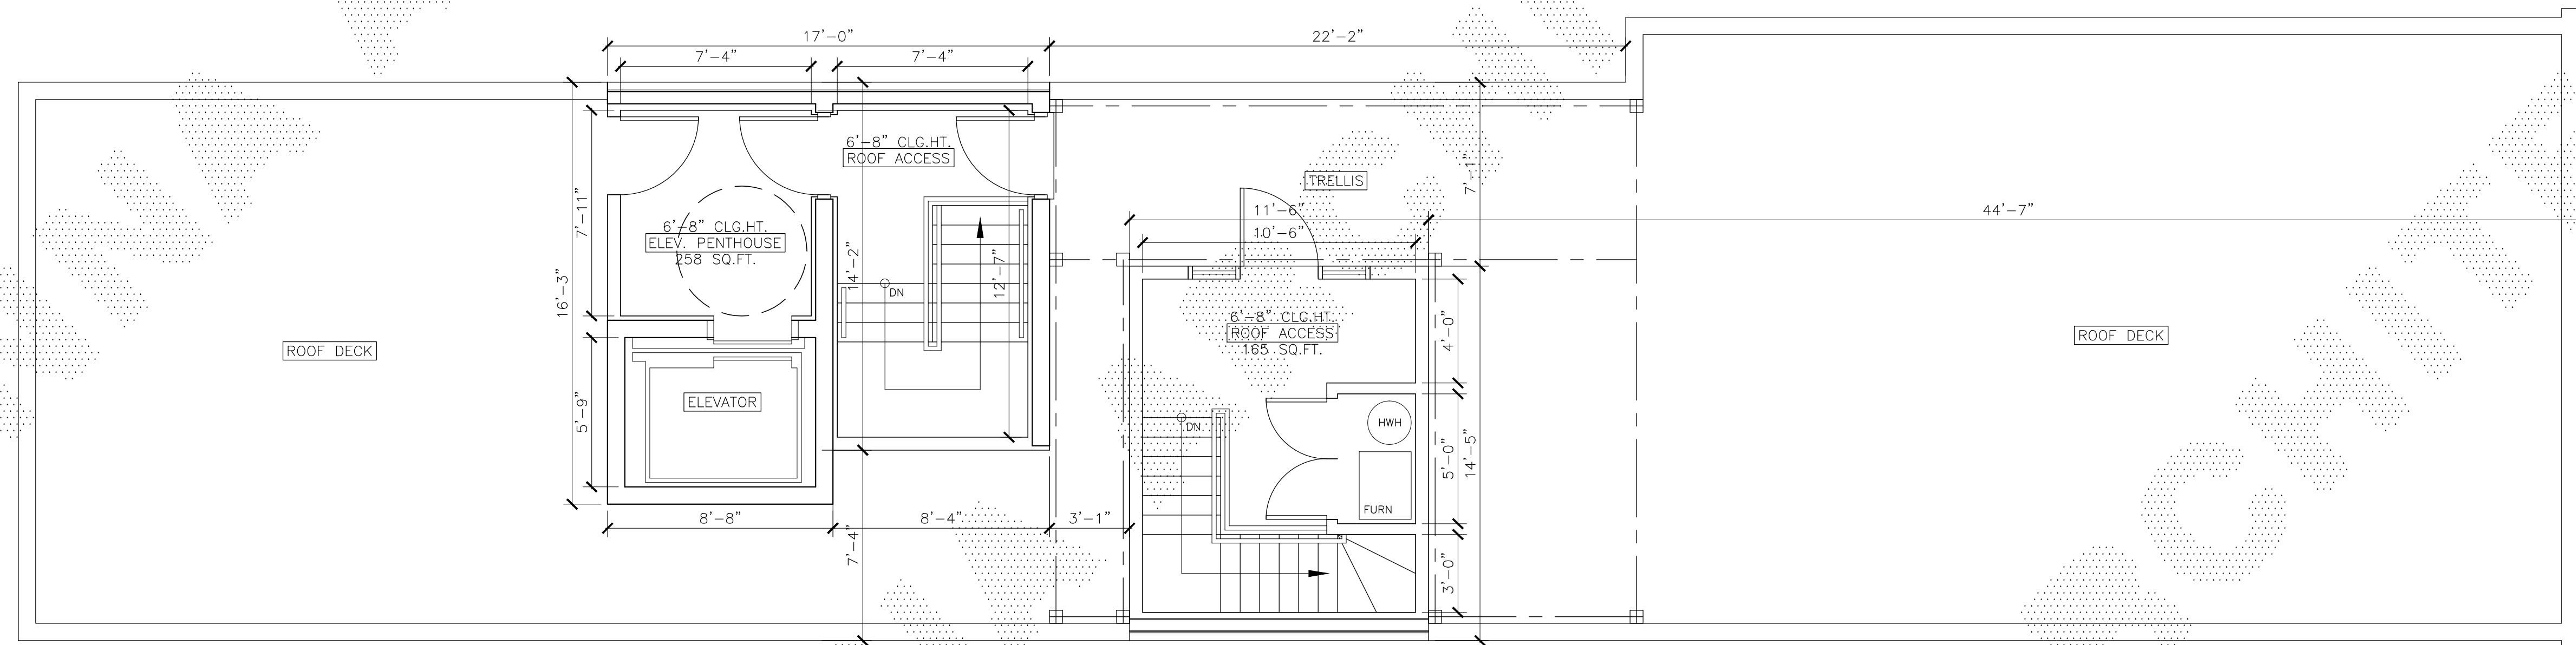 17'-0"
22'-2"
7'-4"
7'-4"
6'-8" CLG.HT.
ROOF ACCESS
7'-1"
TRELLIS
7'-11"
11'-6"
44'-7"
6'-8" CLG.HT.
ELEV. PENTHOUSE
258 SQ.FT.
10'-6"
14'-2"
12'-7"
16'-3"
DN
6'-8" CLG.HT.
ROOF ACCESS
165 SQ.FT.
4'-0"
ROOF DECK
ROOF DECK
5'-9"
ELEVATOR
DN
HWH
5'-0"
14'-5"
FURN
8'-8"
8'-4"
3'-1"
7'-4"
3'-0"